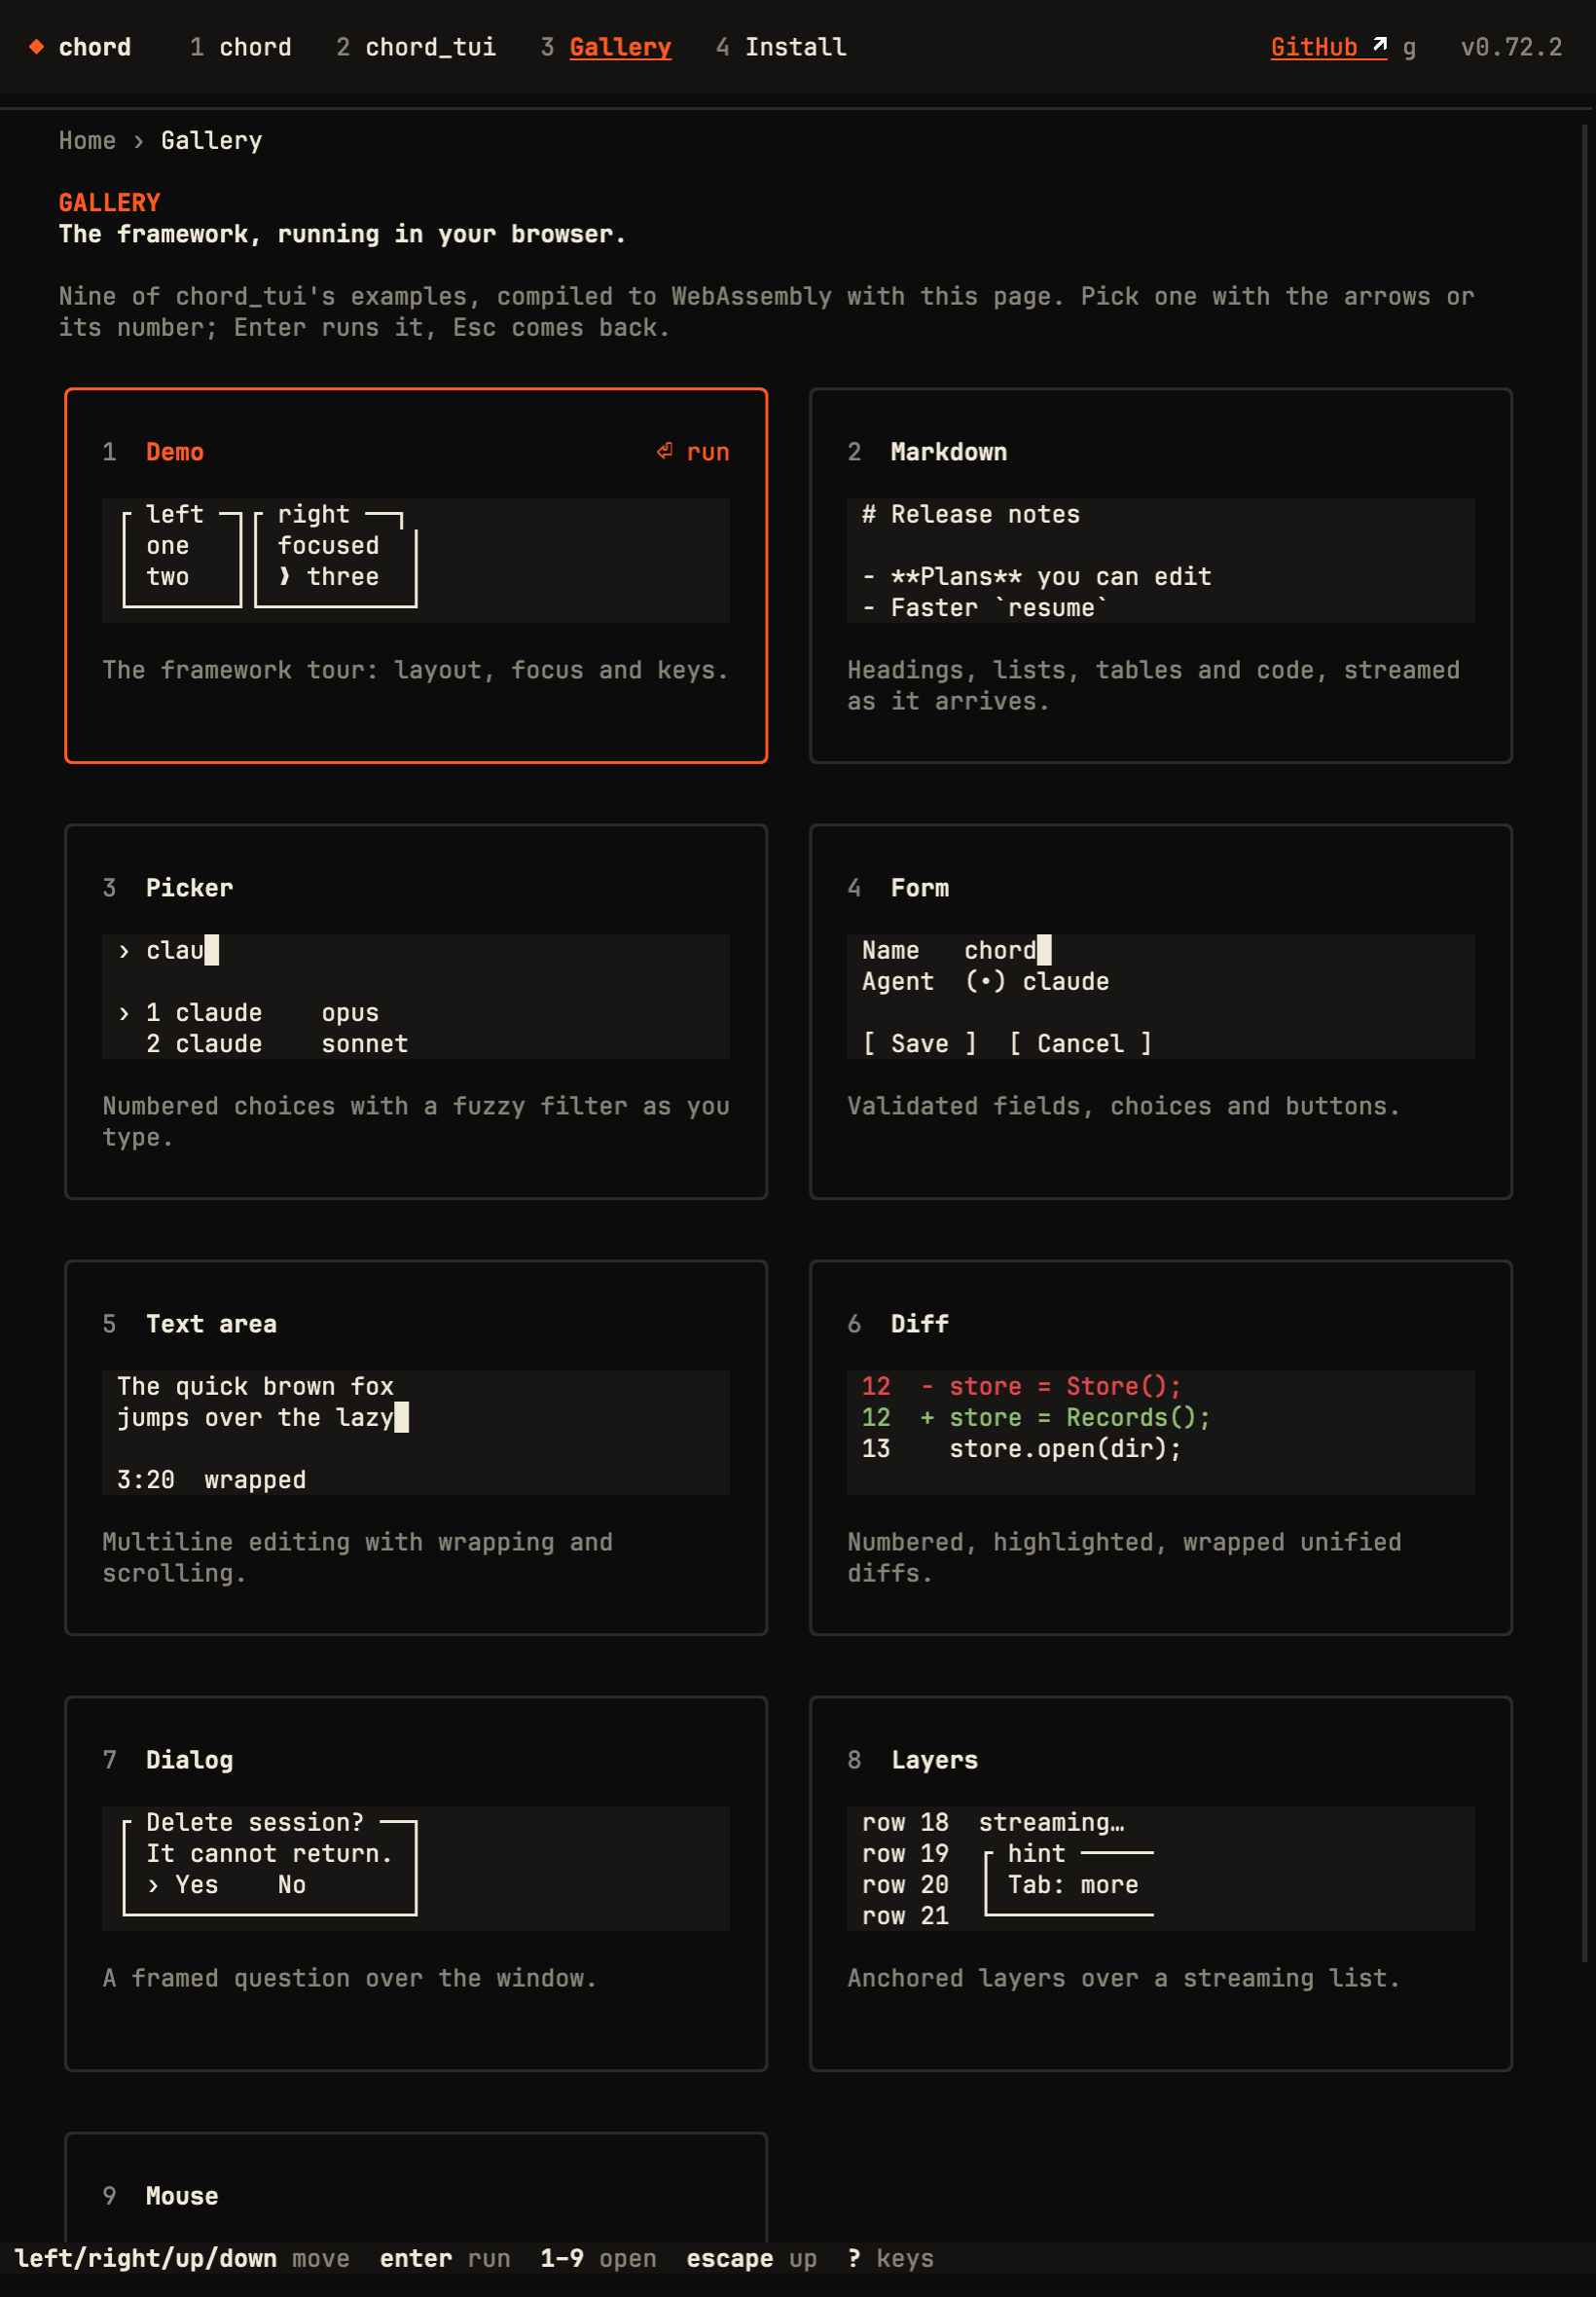 ◆ chord 1 chord 2 chord_tui 3 Gallery 4 Install GitHub ↗ g v0.72.2
Home › Gallery
GALLERY
The framework, running in your browser.
Nine of chord_tui's examples, compiled to WebAssembly with this page. Pick one with the arrows or
its number; Enter runs it, Esc comes back.
1 Demo ⏎ run
left right
one focused
two ❱ three
The framework tour: layout, focus and keys.
2 Markdown
# Release notes
- **Plans** you can edit
- Faster `resume`
Headings, lists, tables and code, streamed
as it arrives.
3 Picker
› clau
› 1 claude opus
2 claude sonnet
Numbered choices with a fuzzy filter as you
type.
4 Form
Name chord
Agent (•) claude
[ Save ] [ Cancel ]
Validated fields, choices and buttons.
5 Text area
The quick brown fox
jumps over the lazy
3:20 wrapped
Multiline editing with wrapping and
scrolling.
6 Diff
12 - store = Store();
12 + store = Records();
13 store.open(dir);
Numbered, highlighted, wrapped unified
diffs.
7 Dialog
Delete session?
It cannot return.
› Yes No
A framed question over the window.
8 Layers
row 18 streaming…
row 19 hint
row 20 Tab: more
row 21
Anchored layers over a streaming list.
9 Mouse
left/right/up/down move enter run 1-9 open escape up ? keys